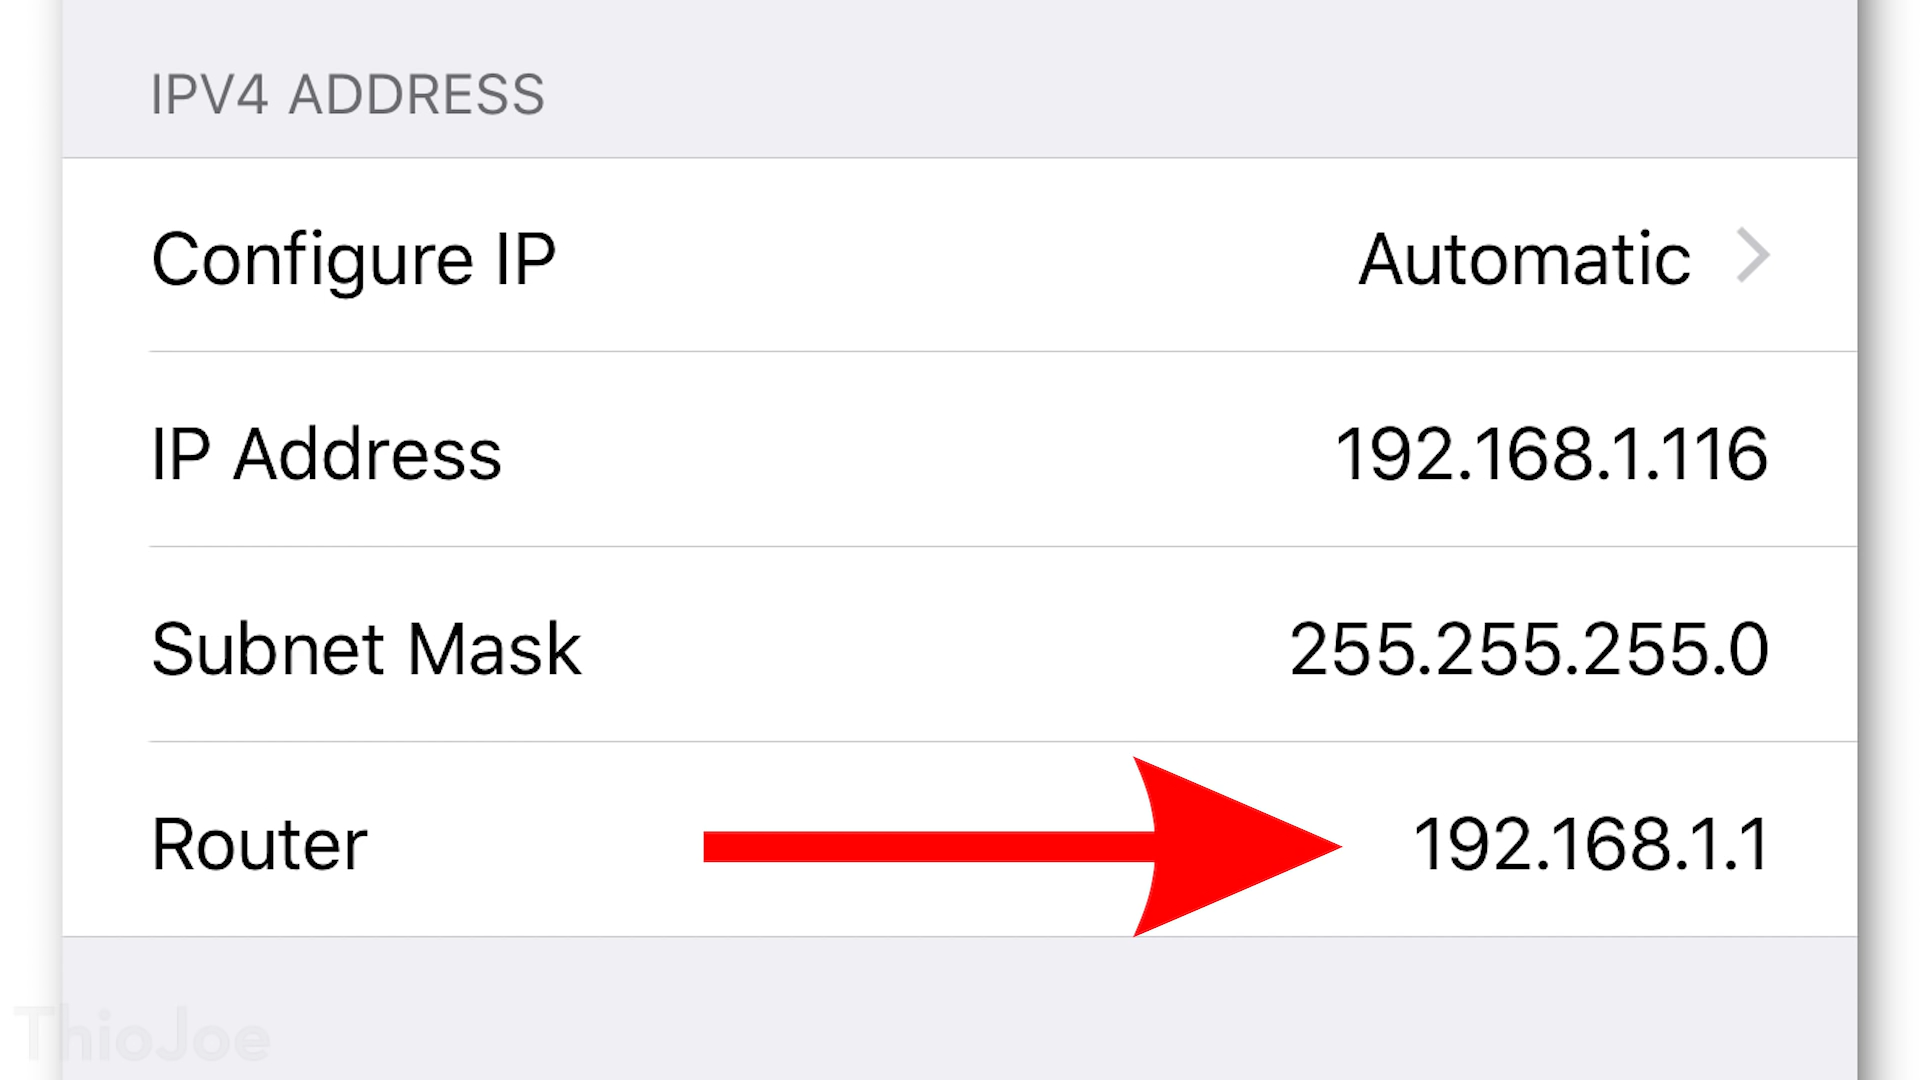 IPV4 ADDRESS
Configure IP Automatic
IP Address 192.168.1.116
Subnet Mask 255.255.255.0
Router 192.168.1.1
ThioJoe